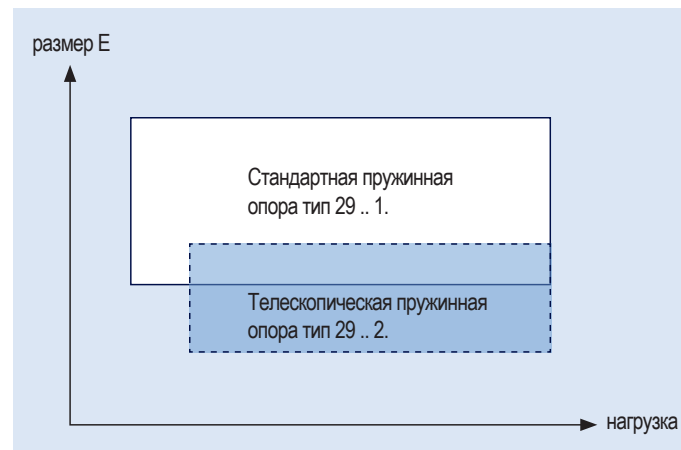 размер E
Стандартная пружинная
опора тип 29 .. 1.
Телескопическая пружинная
опора тип 29 .. 2.
нагрузка